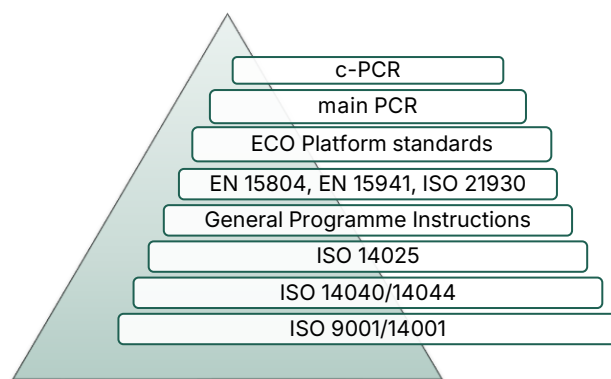 c-PCR
main PCR
ECO Platform standards
EN 15804, EN 15941, ISO 21930
General Programme Instructions
ISO 14025
ISO 14040/14044
ISO 9001/14001